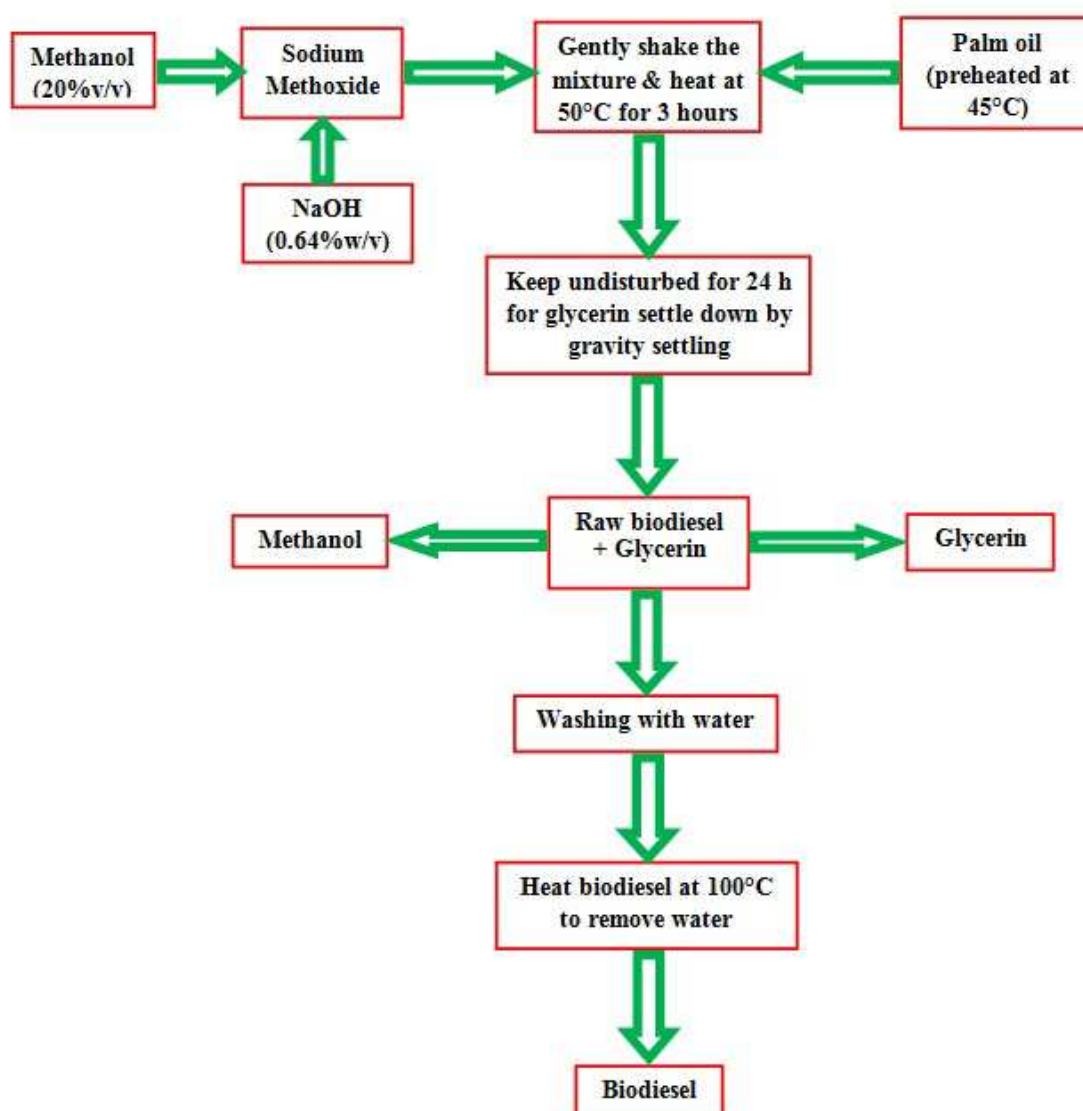 Methanol
(20%v/v)
Sodium
Methoxide
Gently shake the
mixture & heat at
50°C for 3 hours
Palm oil
(preheated at
45°C)
NaOH
(0.64%w/v)
Keep undisturbed for 24 h
for glycerin settle down by
gravity settling
Methanol
Raw biodiesel
+ Glycerin
Glycerin
Washing with water
Heat biodiesel at 100°C
to remove water
Biodiesel